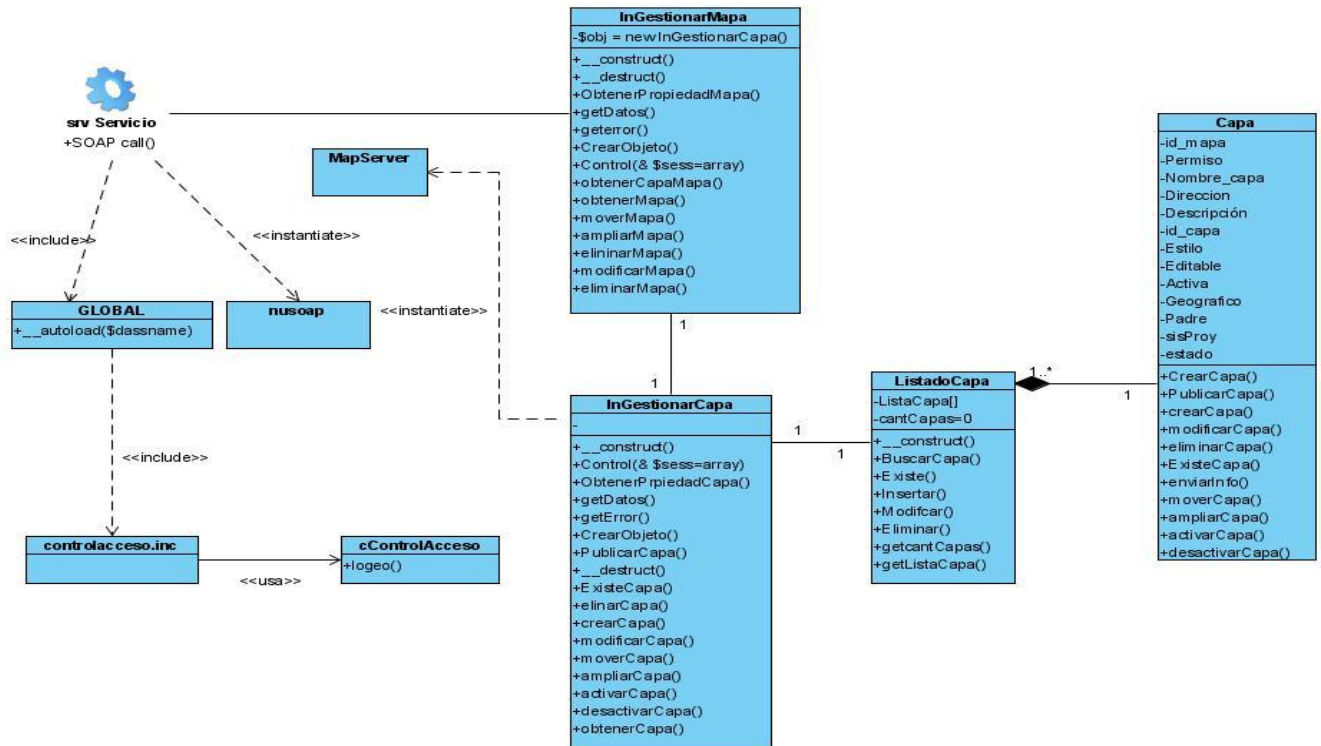 InGestionarMapa
-$obj = new InGestionarCapa()
+__construct()
+__destruct()
+ObtenerPropiedadMapa()
+getDatos()
+geterror()
+CrearObjeto()
+Control(& $sess=array)
+obtenerCapaMapa()
+obtenerMapa()
+moverMapa()
+ampliarMapa()
+elininarMapa()
+modificarMapa()
+eliminarMapa()
srv Servicio
+SOAP call()
MapServer
<<include>>
<<instantiate>>
<<instantiate>>
GLOBAL
+__autoload($classname)
nusoap
<<include>>
controlacceso.inc
<<usa>>
cControlAcceso
+logeo()
1
1
InGestionarCapa
-
+__construct()
+Control(& $sess=array)
+ObtenerPrpiedadCapa()
+getDatos()
+getError()
+CrearObjeto()
+PublicarCapa()
+__destruct()
+ExisteCapa()
+elinarCapa()
+crearCapa()
+modificarCapa()
+moverCapa()
+ampliarCapa()
+activarCapa()
+desactivarCapa()
+obtenerCapa()
1
1
ListadoCapa
-ListaCapa[]
-cantCapas=0
+__construct()
+BuscarCapa()
+Existe()
+Insertar()
+Modifcar()
+Eliminar()
+getcantCapas()
+getListaCapa()
1..*
1
Capa
-id_mapa
-Permiso
-Nombre_capa
-Direccion
-Descripción
-id_capa
-Estilo
-Editable
-Activa
-Geografico
-Padre
-sisProy
-estado
+CrearCapa()
+PublicarCapa()
+crearCapa()
+modificarCapa()
+eliminarCapa()
+ExisteCapa()
+enviarInfo()
+moverCapa()
+ampliarCapa()
+activarCapa()
+desactivarCapa()